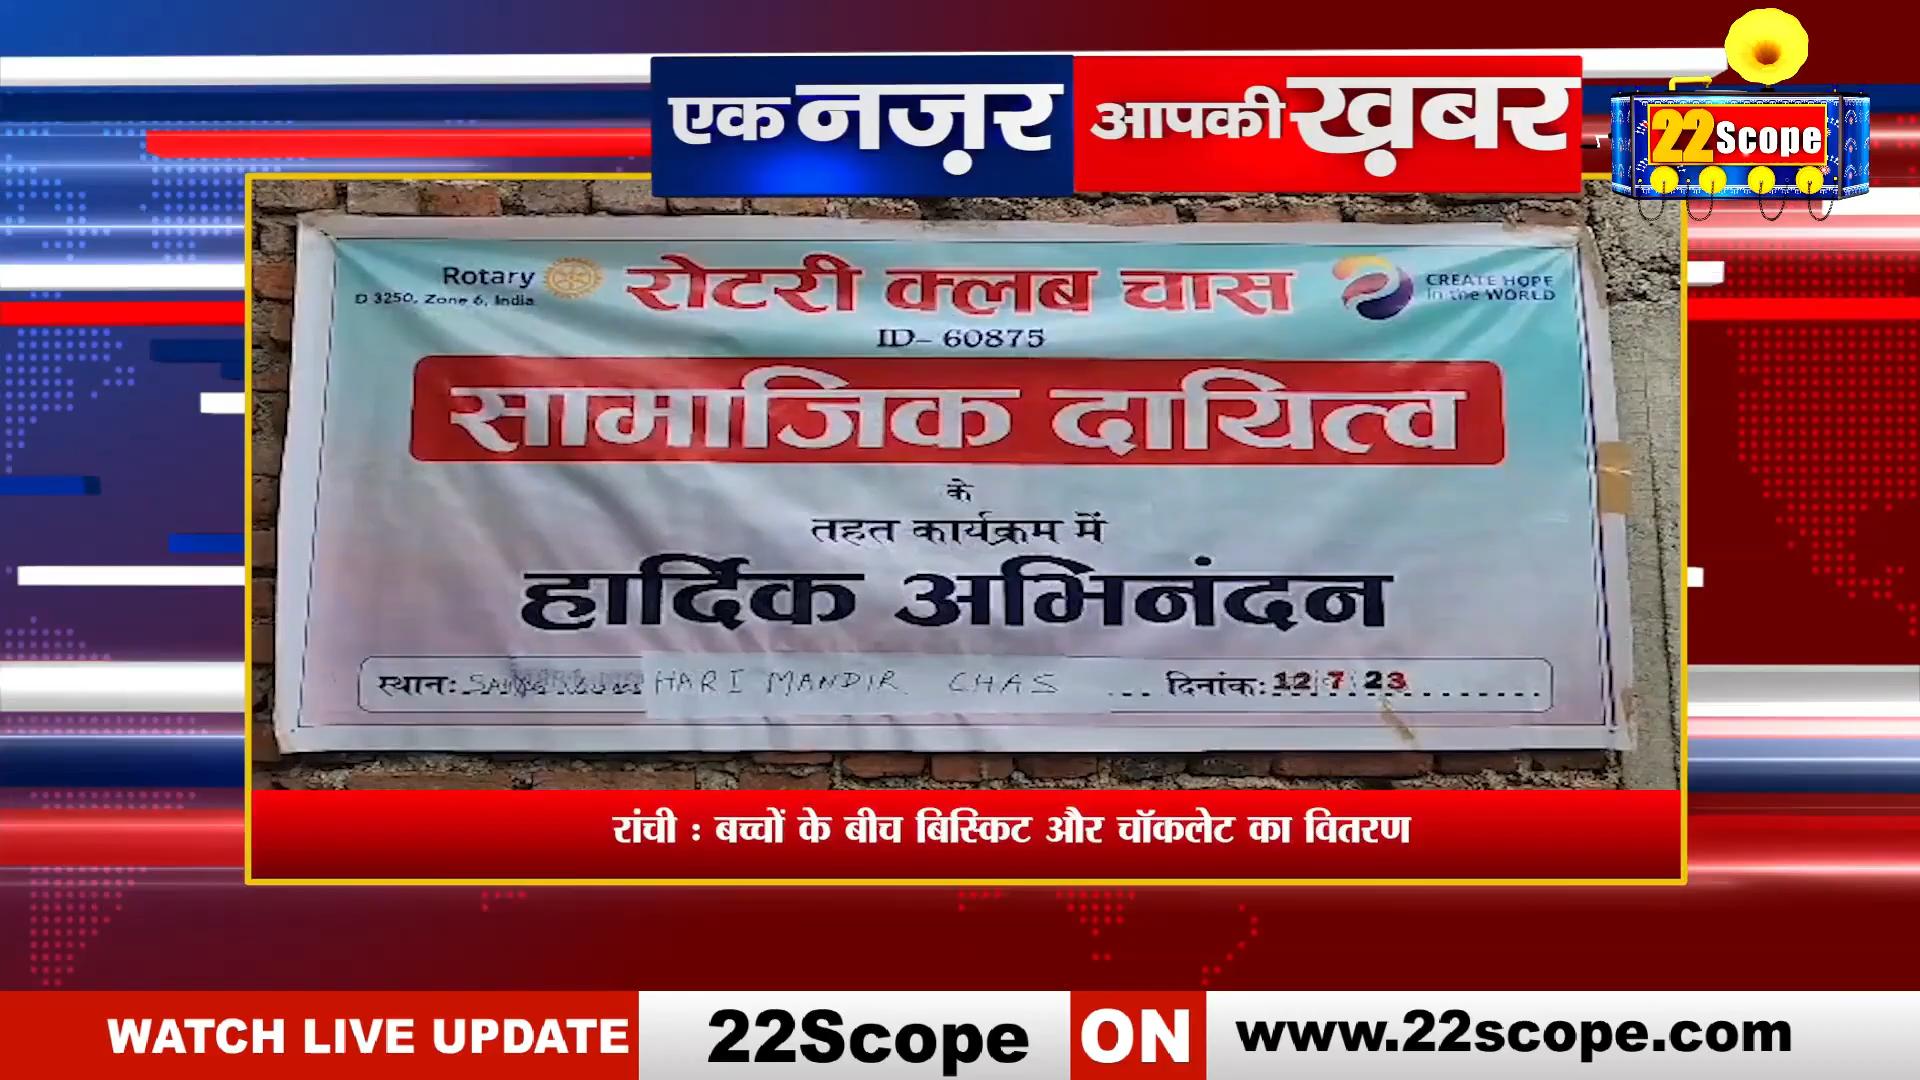 एक नज़र आपकी ख़बर
22Scope
Rotary
D 3250, Zone 6, India
रोटरी क्लब चास
CREATE HOPE
in the WORLD
ID- 60875
सामाजिक दायित्व
के
तहत कार्यक्रम में
हार्दिक अभिनंदन
स्थान: HARI MANDIR CHAS दिनांक: 12 7 23
रांची : बच्चों के बीच बिस्किट और चॉकलेट का वितरण
WATCH LIVE UPDATE 22Scope ON www.22scope.com